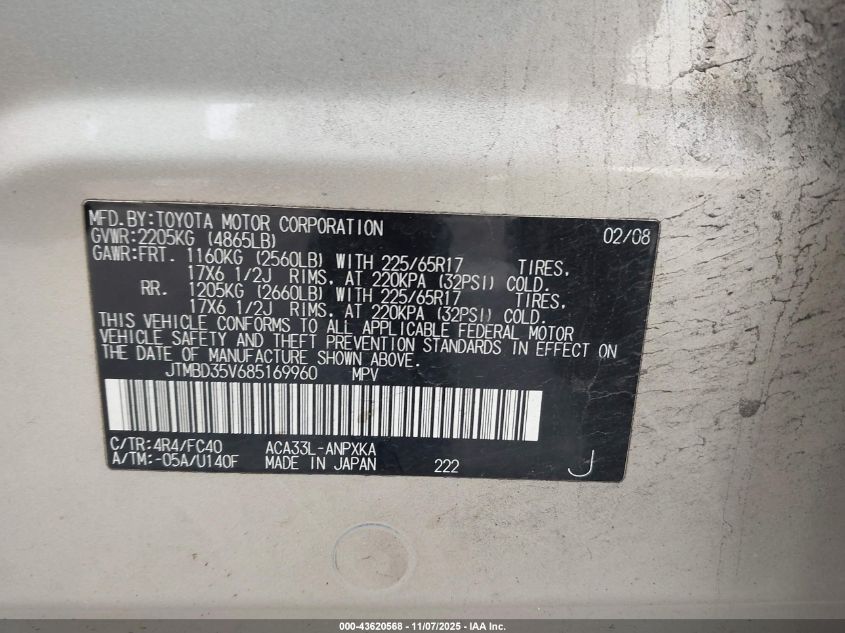 MFD.BY:TOYOTA MOTOR CORPORATION 02/08
GVWR:2205KG (4865LB)
GAWR:FRT. 1160KG (2560LB) WITH 225/65R17 TIRES,
17X6 1/2J RIMS, AT 220KPA (32PSI) COLD.
RR. 1205KG (2660LB) WITH 225/65R17 TIRES,
17X6 1/2J RIMS, AT 220KPA (32PSI) COLD.
THIS VEHICLE CONFORMS TO ALL APPLICABLE FEDERAL MOTOR
VEHICLE SAFETY AND THEFT PREVENTION STANDARDS IN EFFECT ON
THE DATE OF MANUFACTURE SHOWN ABOVE.
JTMBD35V685169960 MPV
C/TR:4R4/FC40 ACA33L-ANPXKA
A/TM:-05A/U140F MADE IN JAPAN 222 J
000-43620568 - 11/07/2025 - IAA Inc.